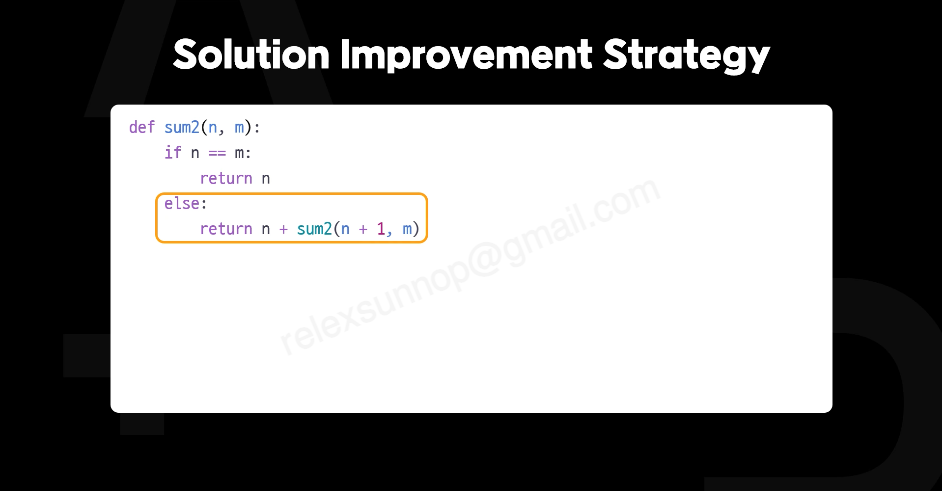 Solution Improvement Strategy
def sum2(n, m):
    if n == m:
        return n
    else:
        return n + sum2(n + 1, m)
relexsunnop@gmail.com